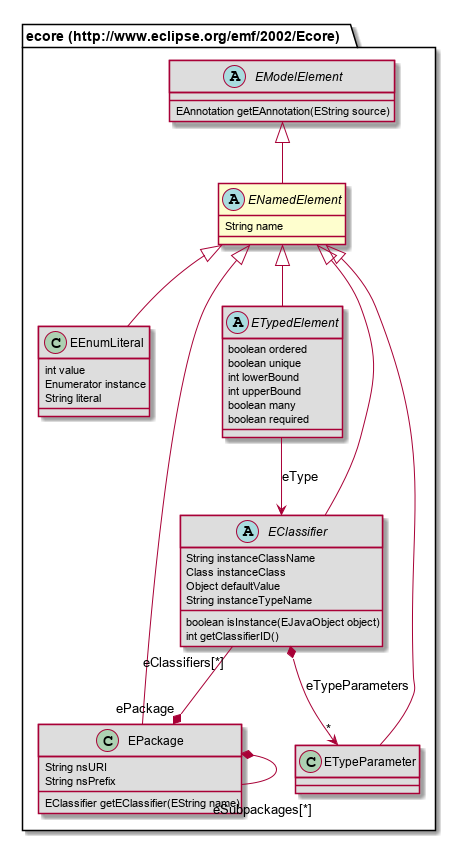 ecore (http://www.eclipse.org/emf/2002/Ecore)
A EModelElement
EAnnotation getEAnnotation(EString source)
A ENamedElement
String name
C EEnumLiteral
int value
Enumerator instance
String literal
A ETypedElement
boolean ordered
boolean unique
int lowerBound
int upperBound
boolean many
boolean required
eType
A EClassifier
String instanceClassName
Class instanceClass
Object defaultValue
String instanceTypeName
boolean isInstance(EJavaObject object)
int getClassifierID()
eClassifiers[*]
eTypeParameters
ePackage
*
C EPackage
String nsURI
String nsPrefix
EClassifier getEClassifier(EString name)
eSubpackages[*]
C ETypeParameter